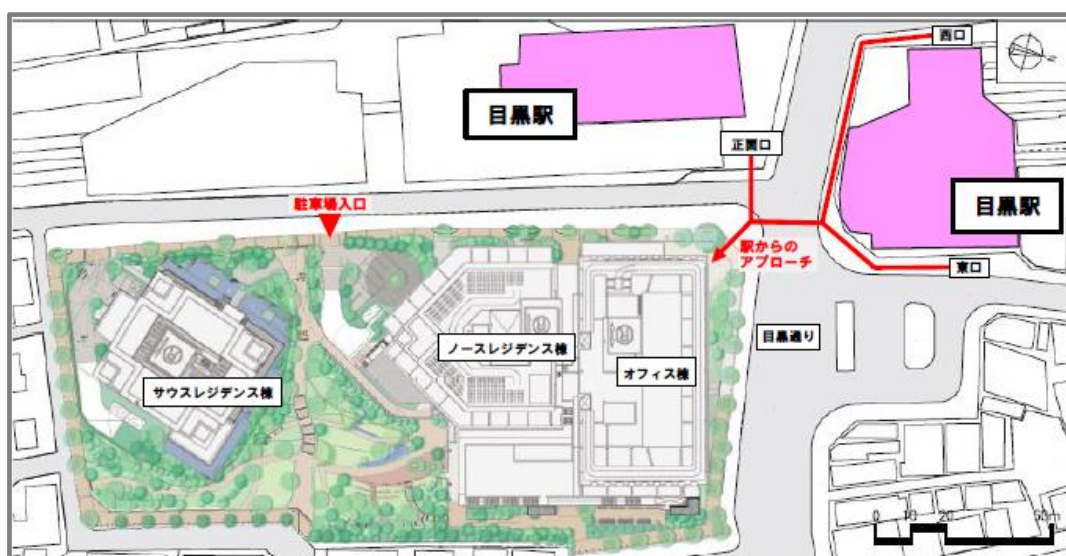 西口
目黒駅
正面口
目黒駅
駐車場入口
駅からの
アプローチ
東口
目黒通り
ノースレジデンス棟
オフィス棟
サウスレジデンス棟
0 10 20 50m